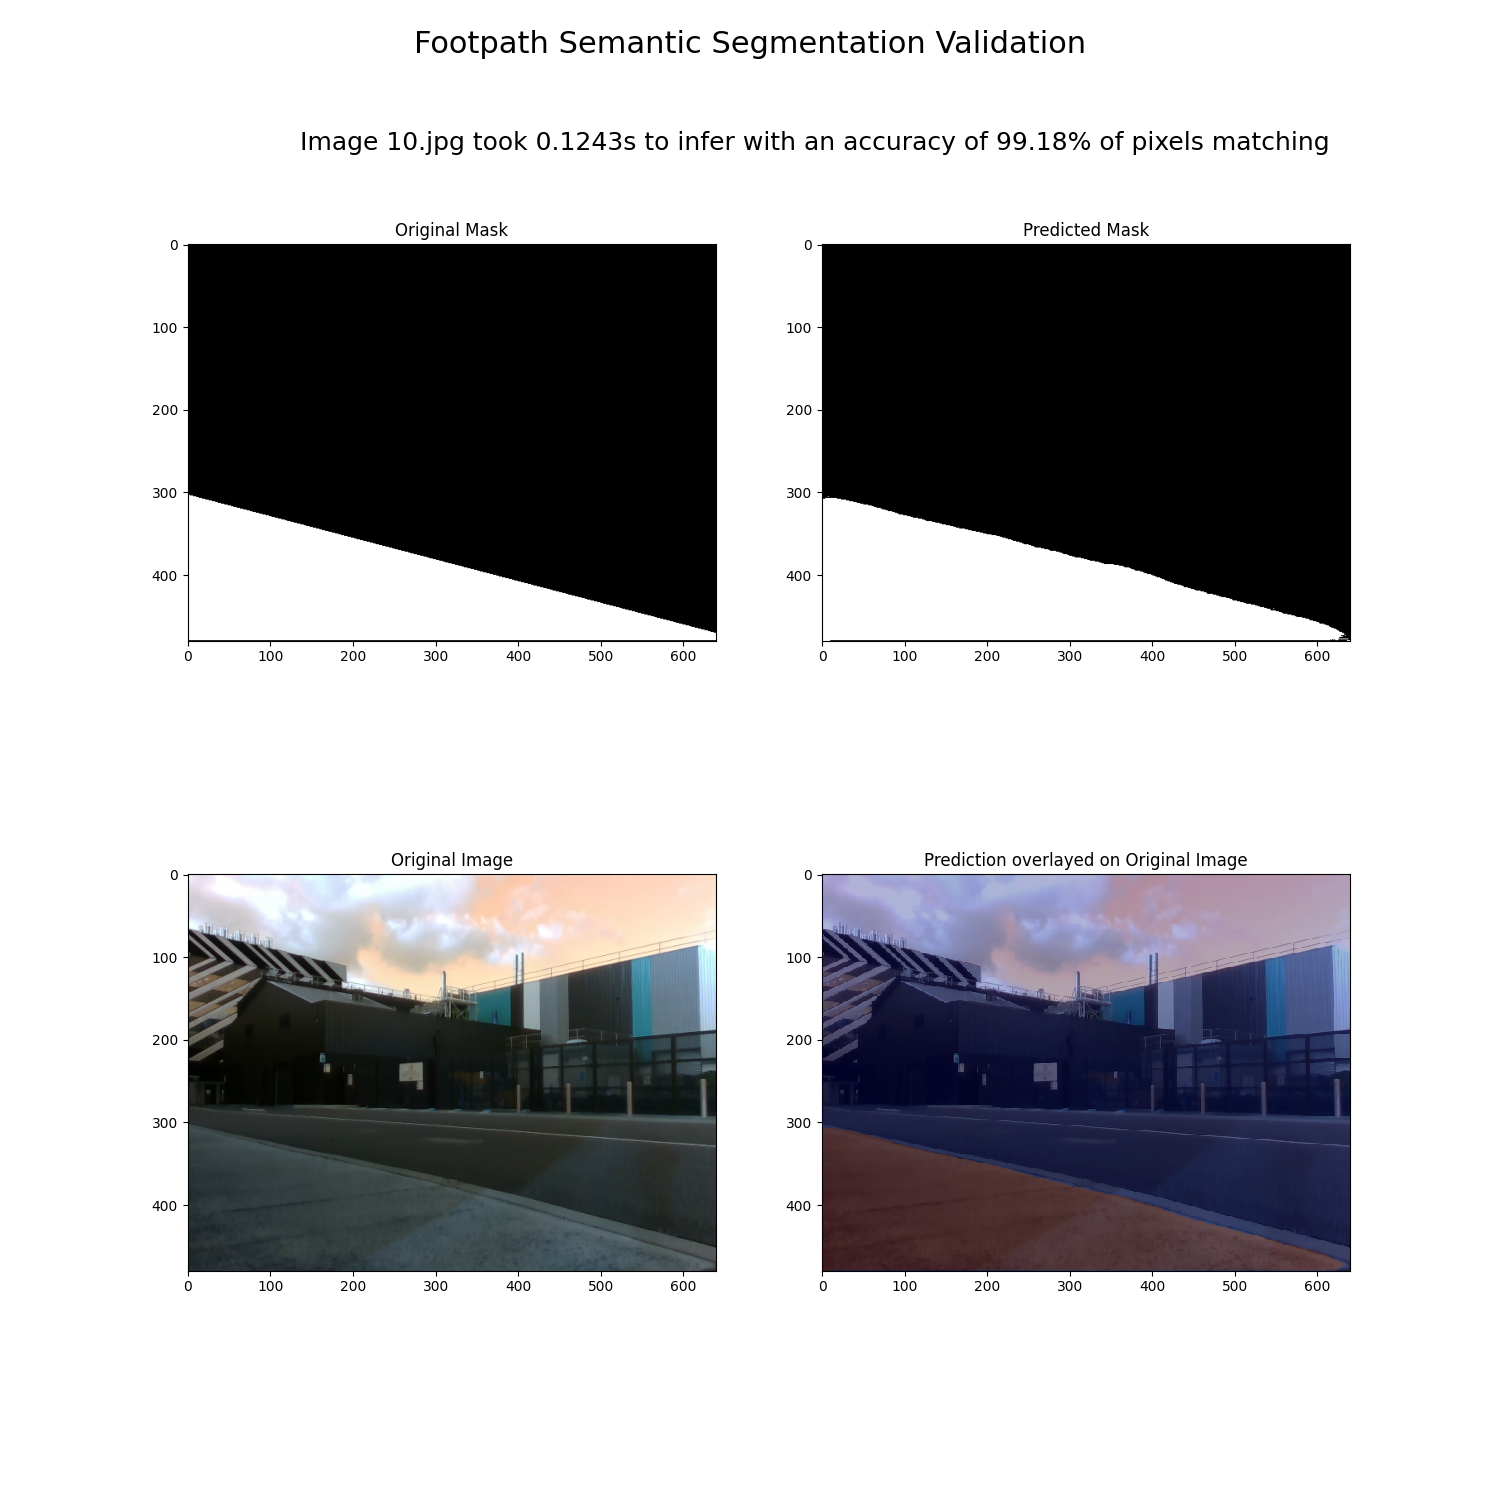 Footpath Semantic Segmentation Validation
Image 10.jpg took 0.1243s to infer with an accuracy of 99.18% of pixels matching
Original Mask
0
100
200
300
400
0 100 200 300 400 500 600
Predicted Mask
0
100
200
300
400
0 100 200 300 400 500 600
Original Image
0
100
200
300
400
0 100 200 300 400 500 600
Prediction overlayed on Original Image
0
100
200
300
400
0 100 200 300 400 500 600